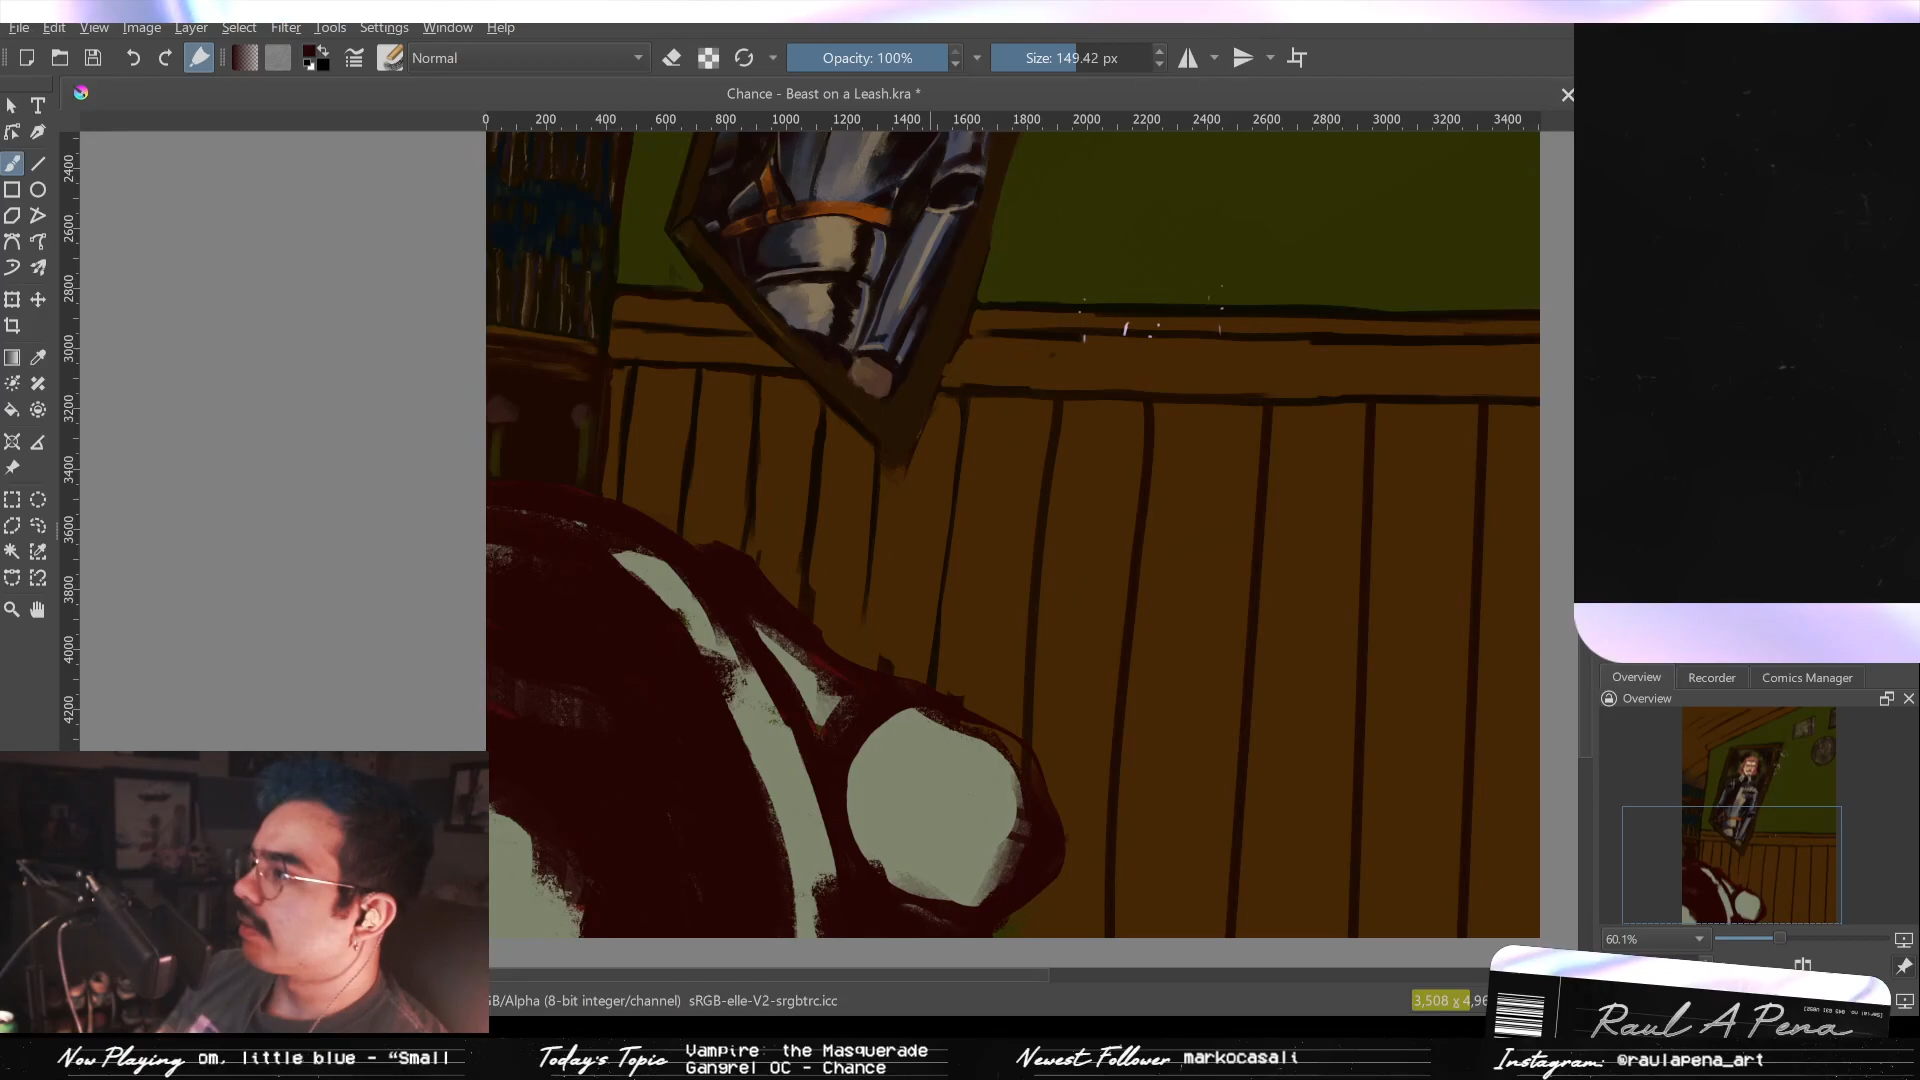 File Edit View Image Layer Select Filter Tools Settings Window Help
Normal
Opacity: 100%
Size: 149.42 px
Chance - Beast on a Leash.kra *
0 200 400 600 800 1000 1200 1400 1600 1800 2000 2200 2400 2600 2800 3000 3200 3400
2400
2600
2800
3000
3200
3400
3600
3800
4000
4200
Overview Recorder Comics Manager
Overview
60.1%
GB/Alpha (8-bit integer/channel) sRGB-elle-V2-srgbtrc.icc
3,508 x 4,96
Raul A Pena
Now Playing om, little blue - “Small
Today's Topic Vampire: the Masquerade
Gangrel OC - Chance
Newest Follower markocasali
Instagram: @raulapena_art